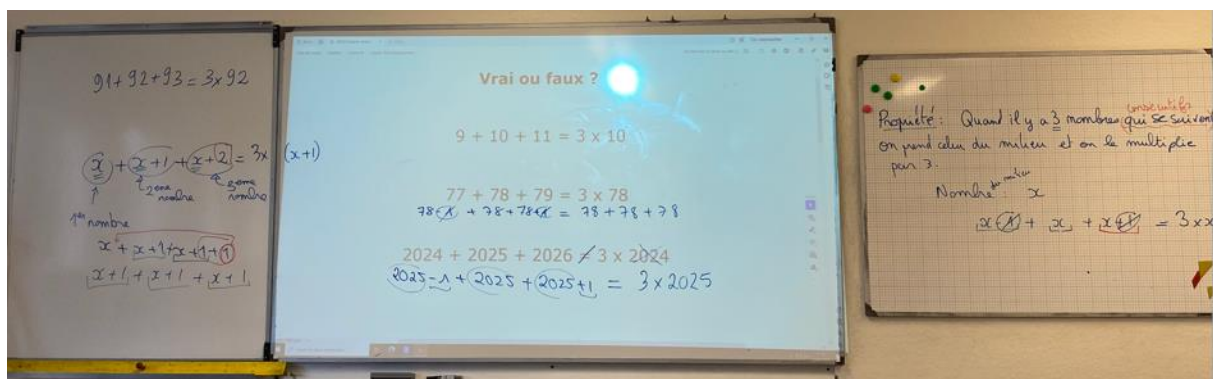 91 + 92 + 93 = 3 x 92
x + x+1 + x+2 = 3x (x+1)
2ème nombre
3ème nombre
1er nombre
x + x+1 + x+1+1
x+1 + x+1 + x+1
Vrai ou faux ?
9 + 10 + 11 = 3 x 10
77 + 78 + 79 = 3 x 78
78-1 + 78 + 78+1 = 78 + 78 + 78
2024 + 2025 + 2026 ≠ 3 x 2024
2025-1 + 2025 + 2025+1 = 3 x 2025
consécutifs
Propriété : Quand il y a 3 nombres qui se suivent
on prend celui du milieu et on le multiplie
par 3.
Nombre du milieu : x
x-1 + x + x+1 = 3 x x